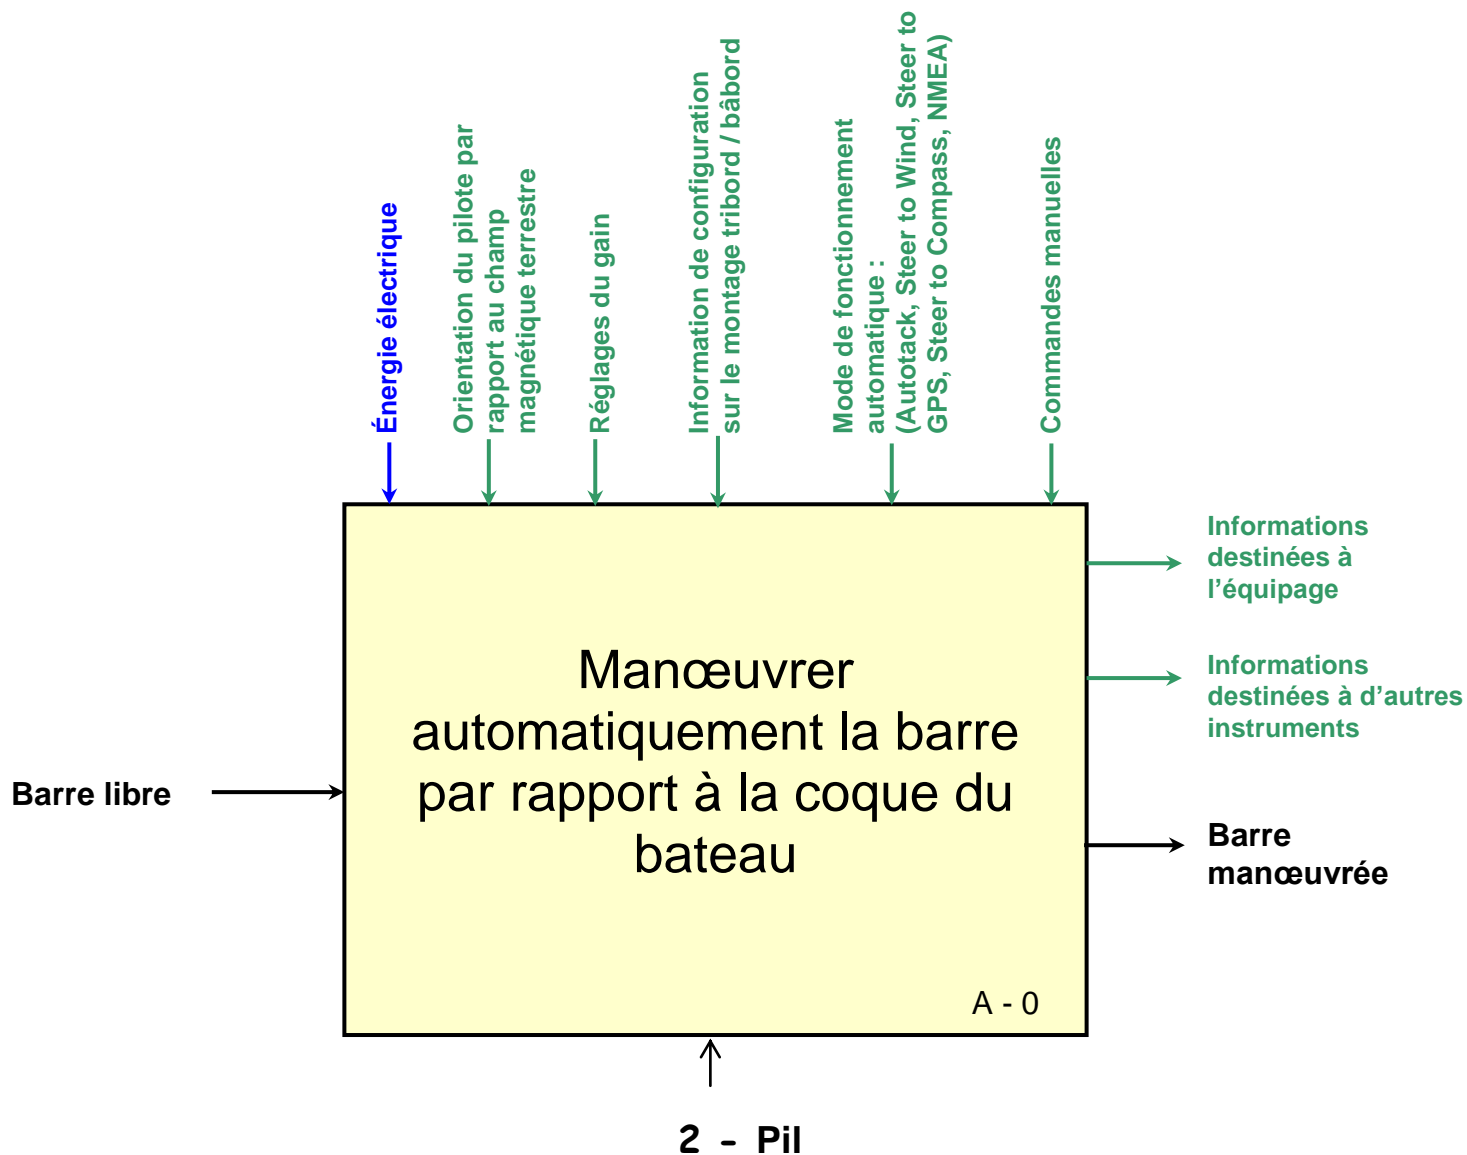 Énergie électrique
Orientation du pilote par
rapport au champ
magnétique terrestre
Réglages du gain
Information de configuration
sur le montage tribord / bâbord
Mode de fonctionnement
automatique :
(Autotack, Steer to Wind, Steer to
GPS, Steer to Compass, NMEA)
Commandes manuelles
Informations
destinées à
l’équipage
Informations
destinées à d’autres
instruments
Manœuvrer
automatiquement la barre
par rapport à la coque du
bateau
Barre libre
Barre
manœuvrée
A - 0
2 - Pil